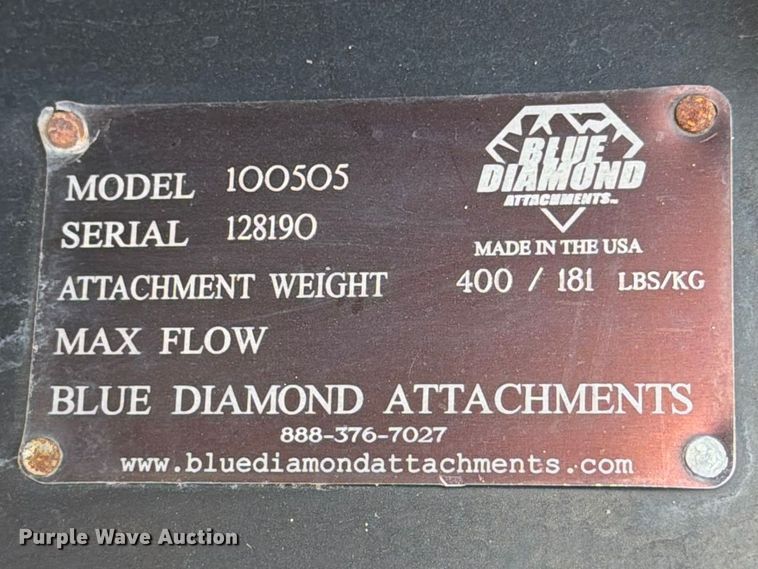 BLUE
DIAMOND
ATTACHMENTS™
MODEL 100505
SERIAL 128190
MADE IN THE USA
ATTACHMENT WEIGHT 400 / 181 LBS/KG
MAX FLOW
BLUE DIAMOND ATTACHMENTS
888-376-7027
www.bluediamondattachments.com
Purple Wave Auction